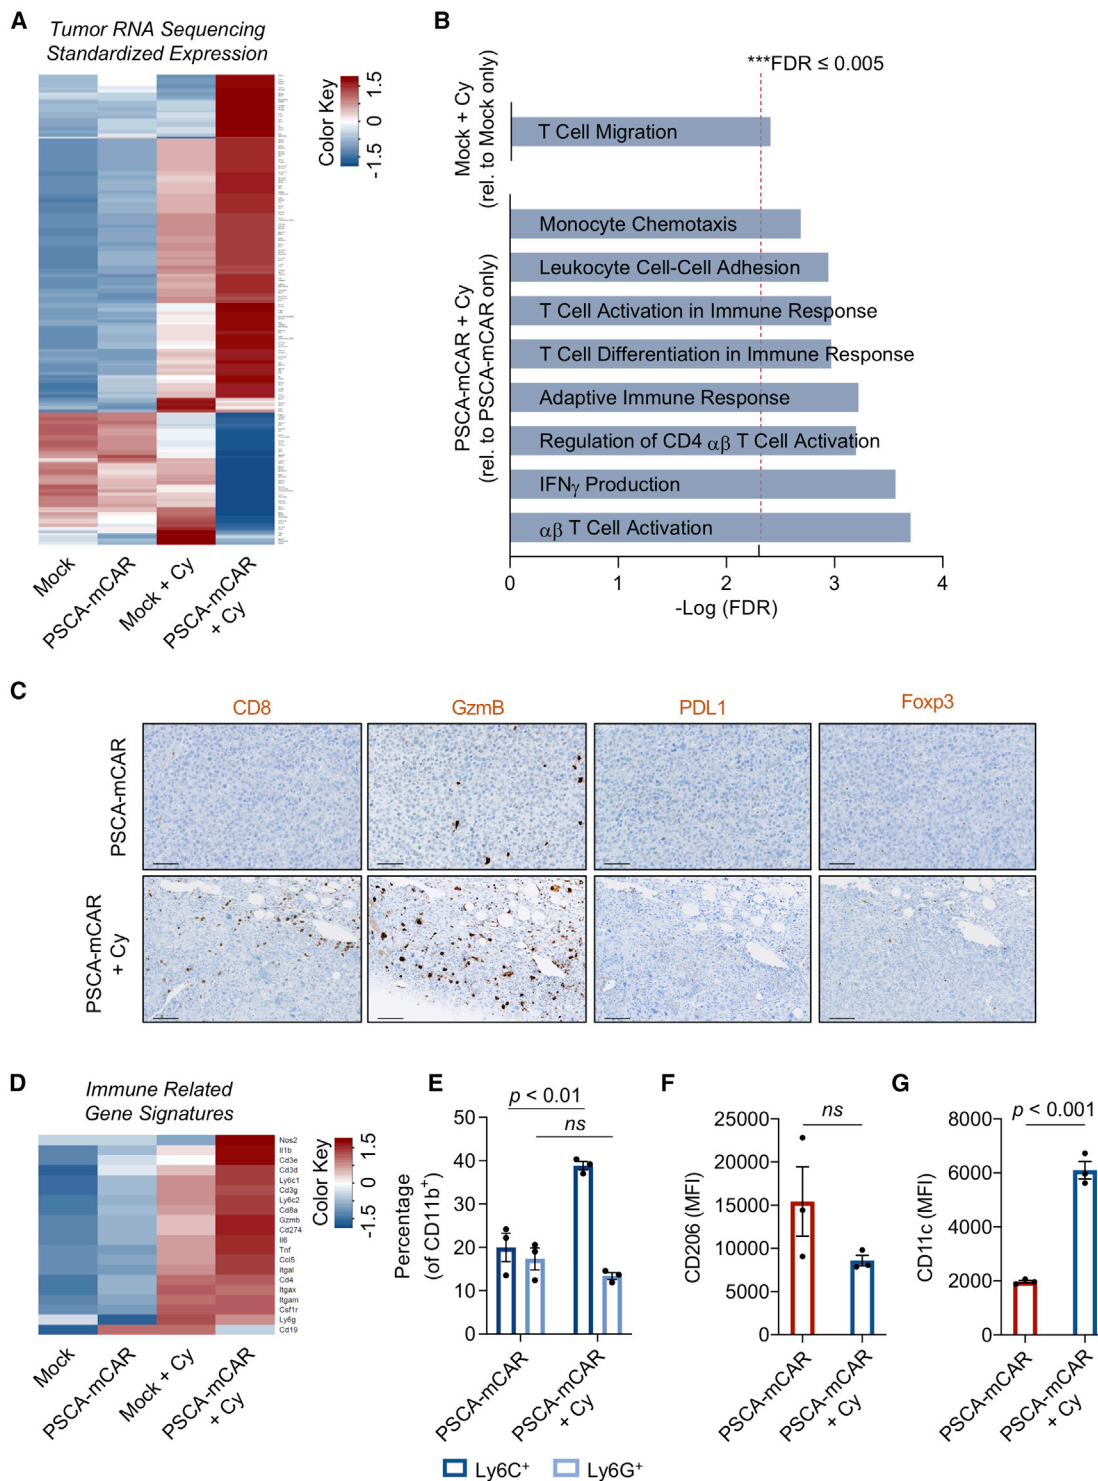 A
Tumor RNA Sequencing
Standardized Expression
Color Key
1.5
0
-1.5
Mock
PSCA-mCAR
Mock + Cy
PSCA-mCAR
+ Cy
B
***FDR ≤ 0.005
Mock + Cy
(rel. to Mock only)
T Cell Migration
PSCA-mCAR + Cy
(rel. to PSCA-mCAR only)
Monocyte Chemotaxis
Leukocyte Cell-Cell Adhesion
T Cell Activation in Immune Response
T Cell Differentiation in Immune Response
Adaptive Immune Response
Regulation of CD4 αβ T Cell Activation
IFNγ Production
αβ T Cell Activation
0 1 2 3 4
-Log (FDR)
C
CD8 GzmB PDL1 Foxp3
PSCA-mCAR
PSCA-mCAR
+ Cy
D
Immune Related
Gene Signatures
Nos2
Il1b
Cd3e
Cd3d
Ly6c1
Cd3g
Ly6c2
Cd8a
Gzmb
Cd274
Il6
Tnf
Ccl5
Itgal
Cd4
Itgax
Itgam
Csf1r
Ly6g
Cd19
Color Key
1.5
0
-1.5
Mock
PSCA-mCAR
Mock + Cy
PSCA-mCAR
+ Cy
E
p < 0.01
ns
Percentage
(of CD11b+)
50
40
30
20
10
0
PSCA-mCAR
PSCA-mCAR
+ Cy
Ly6C+
Ly6G+
F
ns
CD206 (MFI)
25000
20000
15000
10000
5000
0
PSCA-mCAR
PSCA-mCAR
+ Cy
G
p < 0.001
CD11c (MFI)
8000
6000
4000
2000
0
PSCA-mCAR
PSCA-mCAR
+ Cy